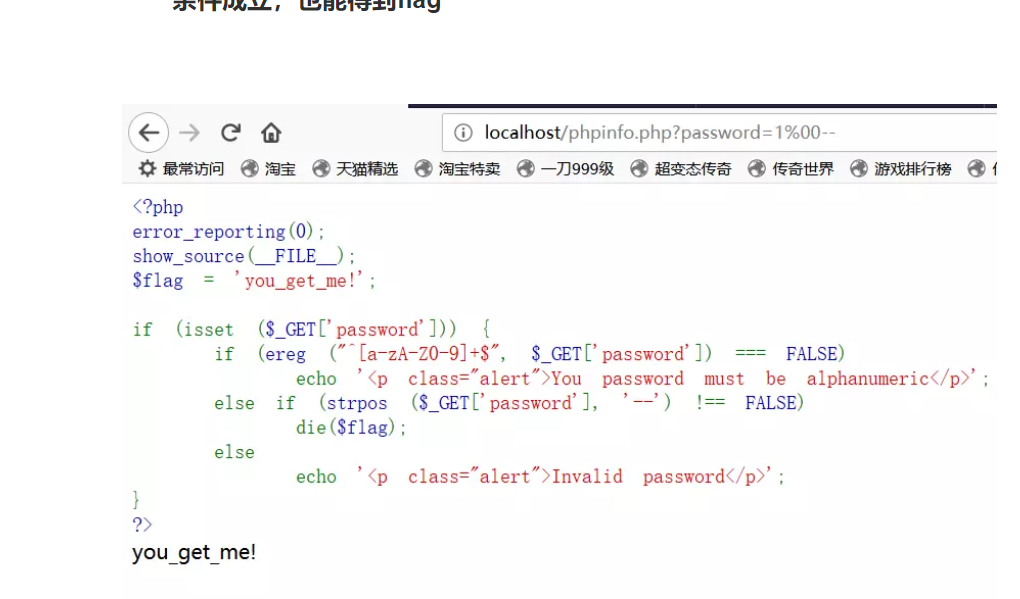 条件成立，也能得到flag
localhost/phpinfo.php?password=1%00--
最常访问 淘宝 天猫精选 淘宝特卖 一刀999级 超变态传奇 传奇世界 游戏排行榜
<?php
error_reporting(0);
show_source(__FILE__);
$flag = 'you_get_me!';
if (isset ($_GET['password'])) {
if (ereg ("^[a-zA-Z0-9]+$", $_GET['password']) === FALSE)
echo '<p class="alert">You password must be alphanumeric</p>';
else if (strpos ($_GET['password'], '--') !== FALSE)
die($flag);
else
echo '<p class="alert">Invalid password</p>';
}
?>
you_get_me!